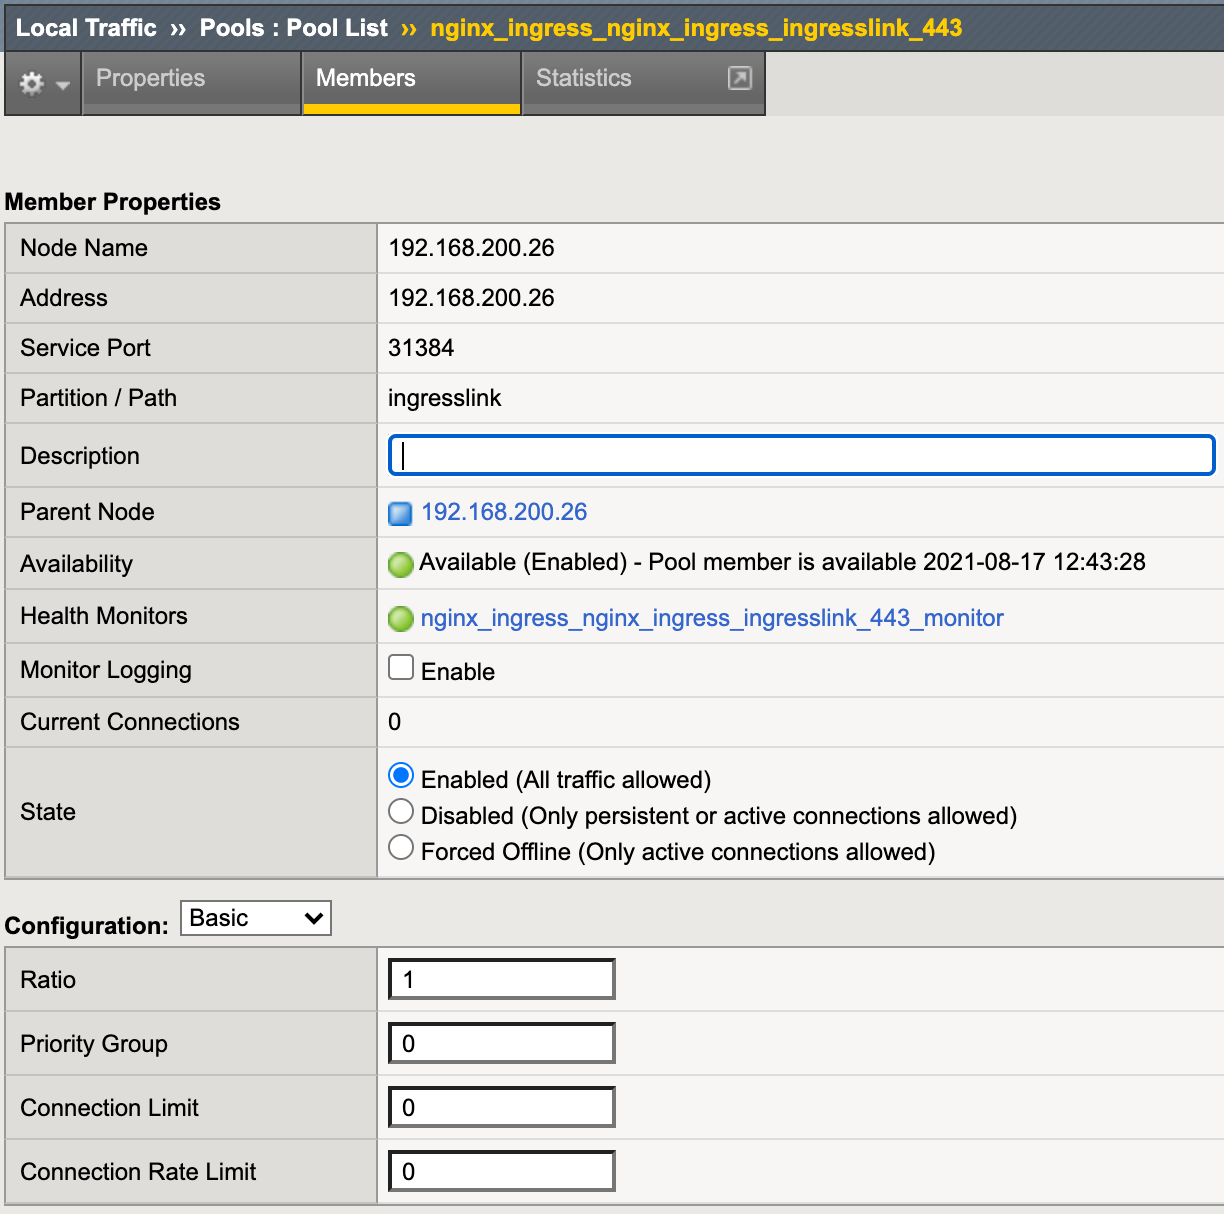 Local Traffic ›› Pools : Pool List ›› nginx_ingress_nginx_ingress_ingresslink_443
Properties Members Statistics
Member Properties
Node Name 192.168.200.26
Address 192.168.200.26
Service Port 31384
Partition / Path ingresslink
Description
Parent Node 192.168.200.26
Availability Available (Enabled) - Pool member is available 2021-08-17 12:43:28
Health Monitors nginx_ingress_nginx_ingress_ingresslink_443_monitor
Monitor Logging Enable
Current Connections 0
State
Enabled (All traffic allowed)
Disabled (Only persistent or active connections allowed)
Forced Offline (Only active connections allowed)
Configuration: Basic
Ratio 1
Priority Group 0
Connection Limit 0
Connection Rate Limit 0